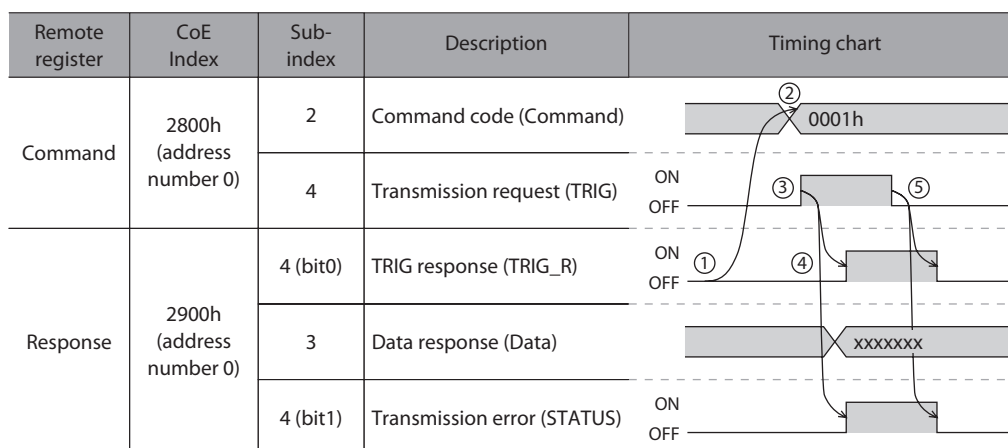 Remote register
CoE Index
Sub-index
Description
Timing chart
Command
2800h
(address
number 0)
2
Command code (Command)
②
0001h
4
Transmission request (TRIG)
ON
OFF
③
⑤
Response
2900h
(address
number 0)
4 (bit0)
TRIG response (TRIG_R)
ON
OFF
①
④
3
Data response (Data)
xxxxxxx
4 (bit1)
Transmission error (STATUS)
ON
OFF